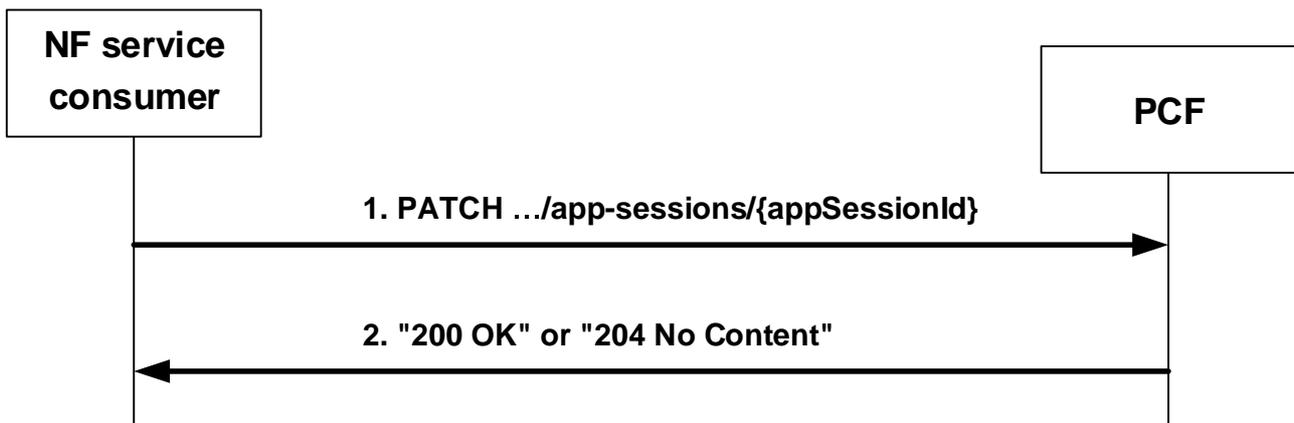 NF service
consumer
PCF
1. PATCH …/app-sessions/{appSessionId}
2. "200 OK" or "204 No Content"